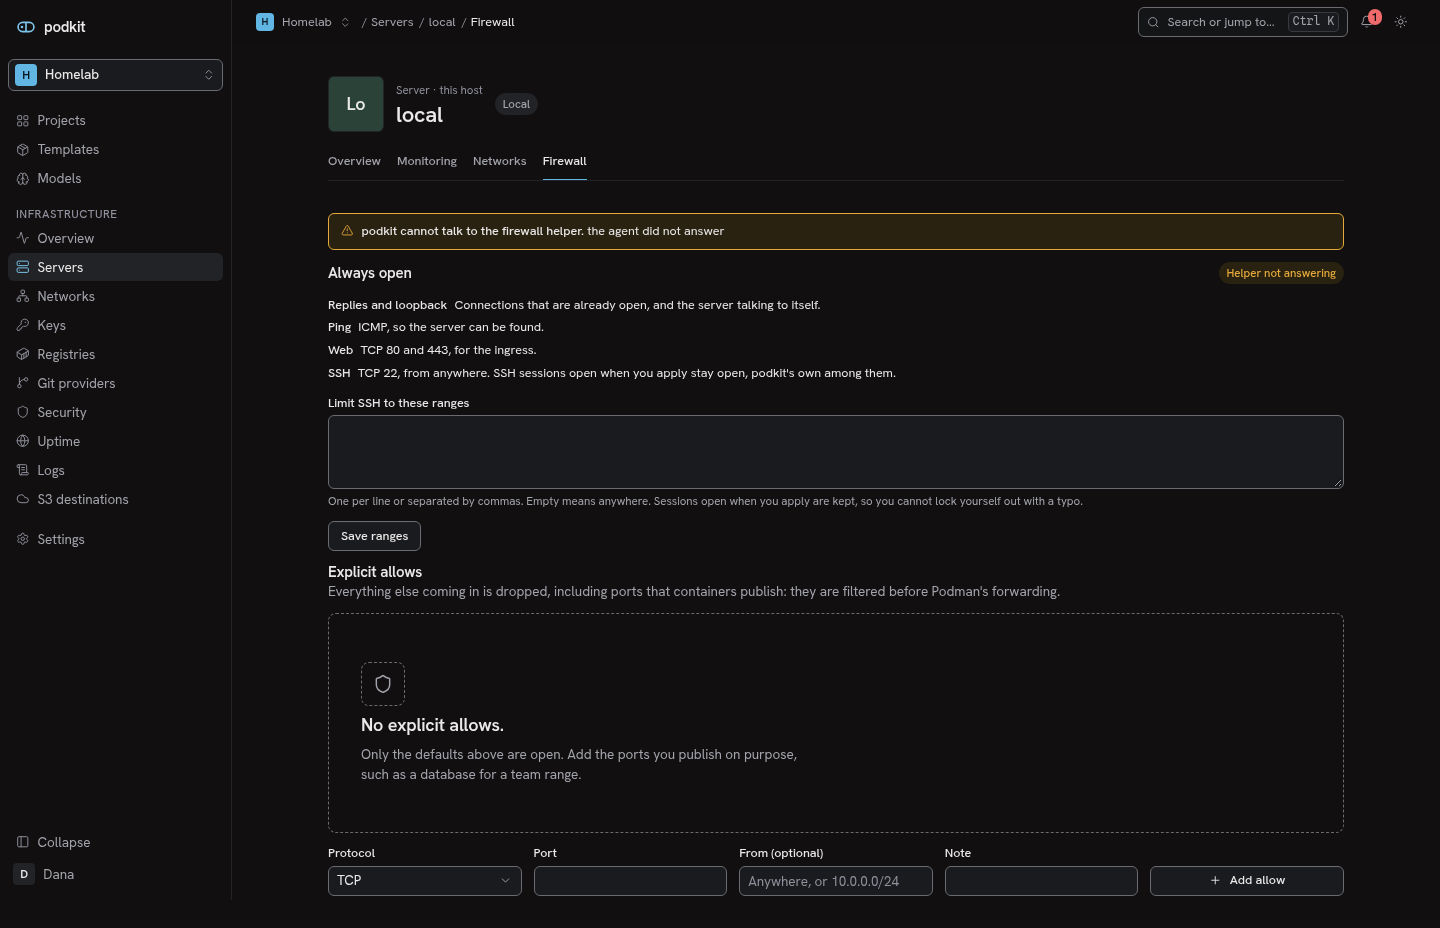 podkit
H Homelab
Projects
Templates
Models
INFRASTRUCTURE
Overview
Servers
Networks
Keys
Registries
Git providers
Security
Uptime
Logs
S3 destinations
Settings
Collapse
D Dana
H Homelab / Servers / local / Firewall
Search or jump to... Ctrl K
1
Lo
Server · this host
local
Local
Overview Monitoring Networks Firewall
podkit cannot talk to the firewall helper. the agent did not answer
Always open
Helper not answering
Replies and loopback Connections that are already open, and the server talking to itself.
Ping ICMP, so the server can be found.
Web TCP 80 and 443, for the ingress.
SSH TCP 22, from anywhere. SSH sessions open when you apply stay open, podkit's own among them.
Limit SSH to these ranges
One per line or separated by commas. Empty means anywhere. Sessions open when you apply are kept, so you cannot lock yourself out with a typo.
Save ranges
Explicit allows
Everything else coming in is dropped, including ports that containers publish: they are filtered before Podman's forwarding.
No explicit allows.
Only the defaults above are open. Add the ports you publish on purpose,
such as a database for a team range.
Protocol Port From (optional) Note
TCP Anywhere, or 10.0.0.0/24 Add allow